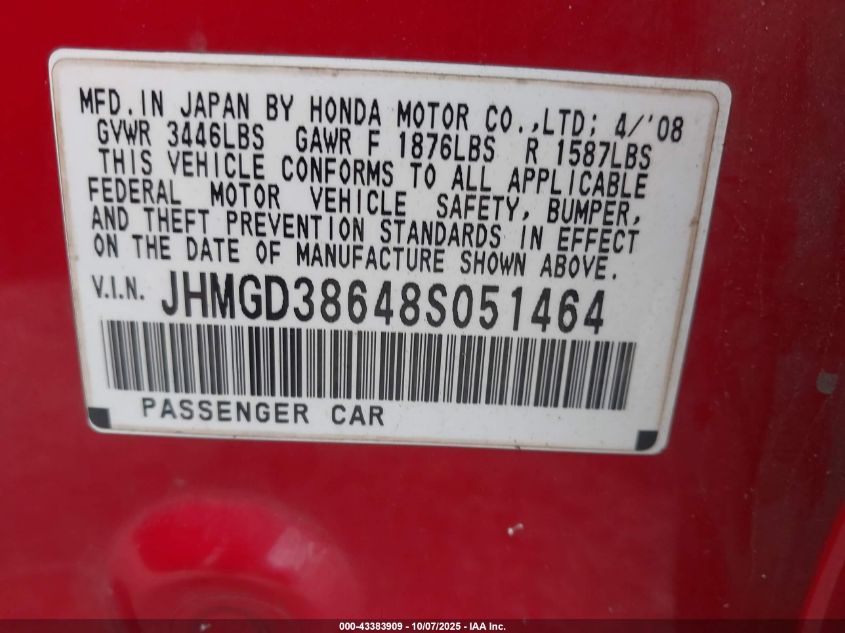 MFD. IN JAPAN BY HONDA MOTOR CO.,LTD; 4/'08
GVWR 3446LBS GAWR F 1876LBS R 1587LBS
THIS VEHICLE CONFORMS TO ALL APPLICABLE
FEDERAL MOTOR VEHICLE SAFETY, BUMPER,
AND THEFT PREVENTION STANDARDS IN EFFECT
ON THE DATE OF MANUFACTURE SHOWN ABOVE.
V.I.N. JHMGD38648S051464
PASSENGER CAR
000-43383909 - 10/07/2025 - IAA Inc.